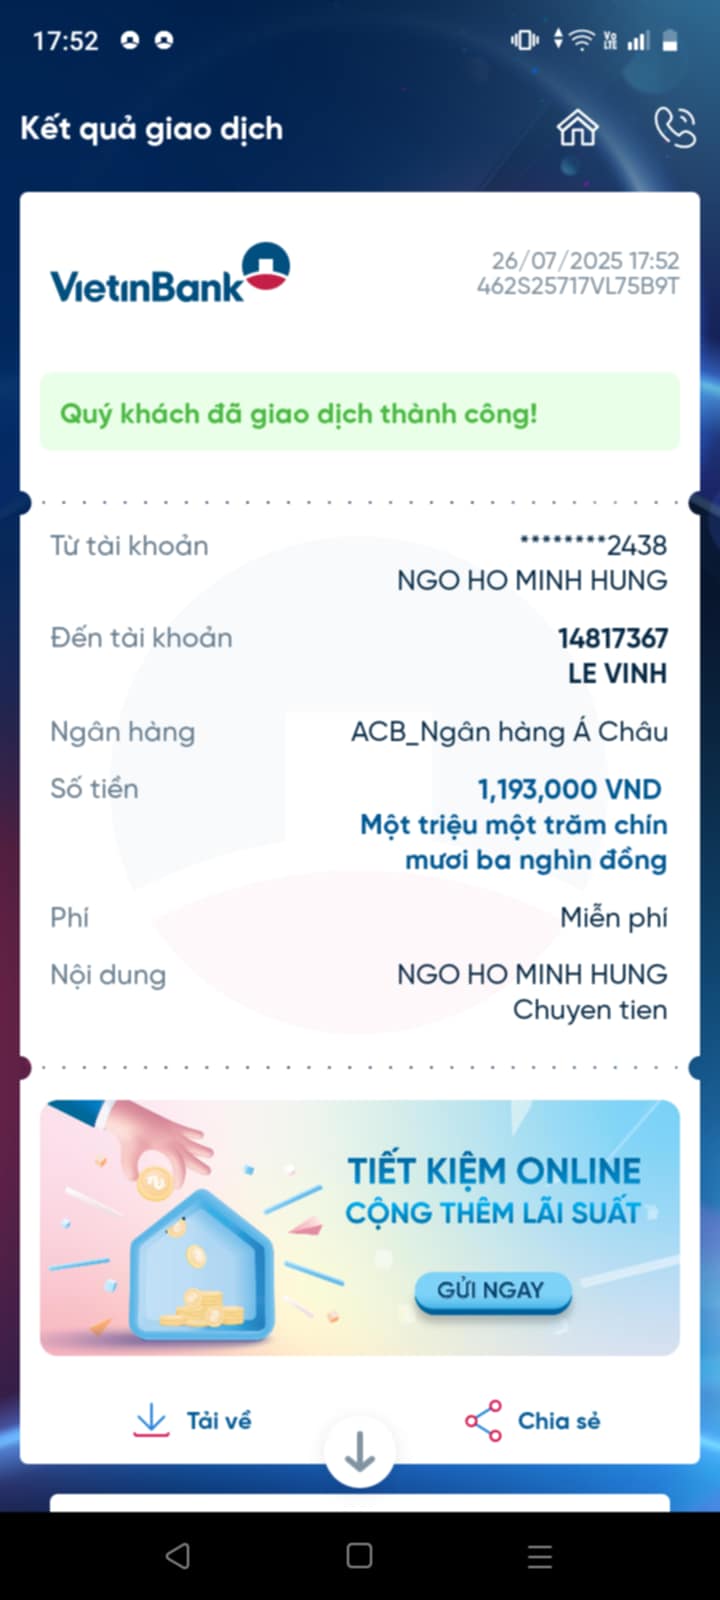 17:52
Kết quả giao dịch
VIETINBANK
26/07/2025 17:52
462S25717VL75B9T
Quý khách đã giao dịch thành công!
Từ tài khoản
********2438
NGO HO MINH HUNG
Đến tài khoản
14817367
LE VINH
Ngân hàng
ACB_Ngân hàng Á Châu
Số tiền
1,193,000 VND
Một triệu một trăm chín
mươi ba nghìn đồng
Phí
Miễn phí
Nội dung
NGO HO MINH HUNG
Chuyen tien
TIẾT KIỆM ONLINE
CỘNG THÊM LÃI SUẤT
GỬI NGAY
Tải về
Chia sẻ